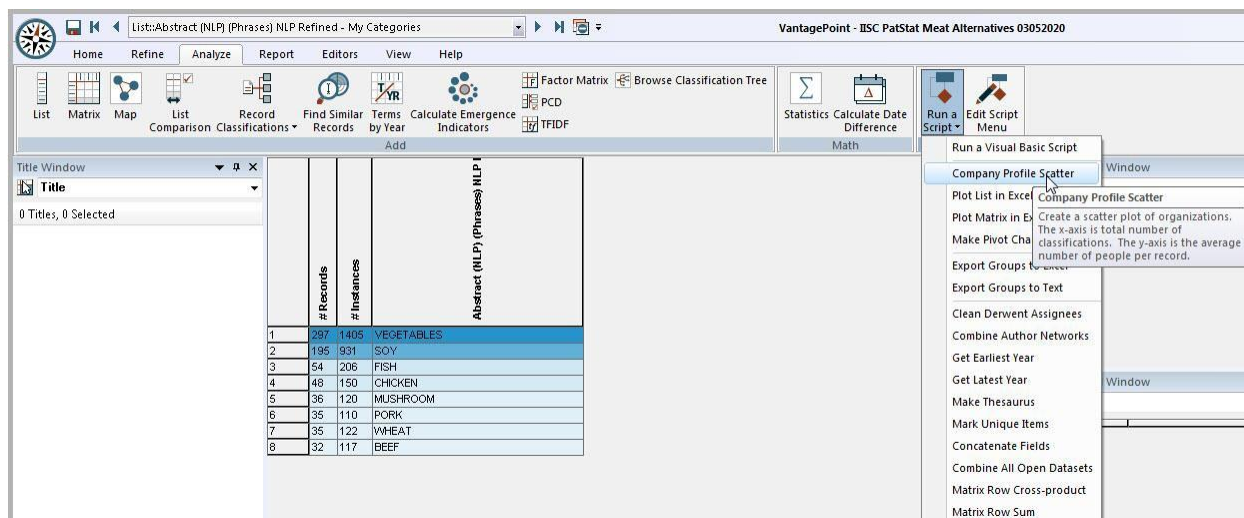 List::Abstract (NLP) (Phrases) NLP Refined - My Categories
VantagePoint - IISC PatStat Meat Alternatives 03052020
Home Refine Analyze Report Editors View Help
List
Matrix
Map
List
Comparison
Record
Classifications
Find Similar
Records
Terms
by Year
Calculate Emergence
Indicators
Factor Matrix
Browse Classification Tree
PCD
TFIDF
Add
Statistics
Calculate Date
Difference
Math
Run a
Script
Edit Script
Menu
Title Window
Title
0 Titles, 0 Selected
# Records
# Instances
Abstract (NLP) (Phrases) NLP
1 297 1405 VEGETABLES
2 195 931 SOY
3 54 206 FISH
4 48 150 CHICKEN
5 36 120 MUSHROOM
6 35 110 PORK
7 35 122 WHEAT
8 32 117 BEEF
Run a Visual Basic Script
Company Profile Scatter
Plot List in Excel
Plot Matrix in Ex
Make Pivot Cha
Export Groups to Excel
Export Groups to Text
Clean Derwent Assignees
Combine Author Networks
Get Earliest Year
Get Latest Year
Make Thesaurus
Mark Unique Items
Concatenate Fields
Combine All Open Datasets
Matrix Row Cross-product
Matrix Row Sum
Company Profile Scatter
Create a scatter plot of organizations.
The x-axis is total number of
classifications. The y-axis is the average
number of people per record.
Window
Window